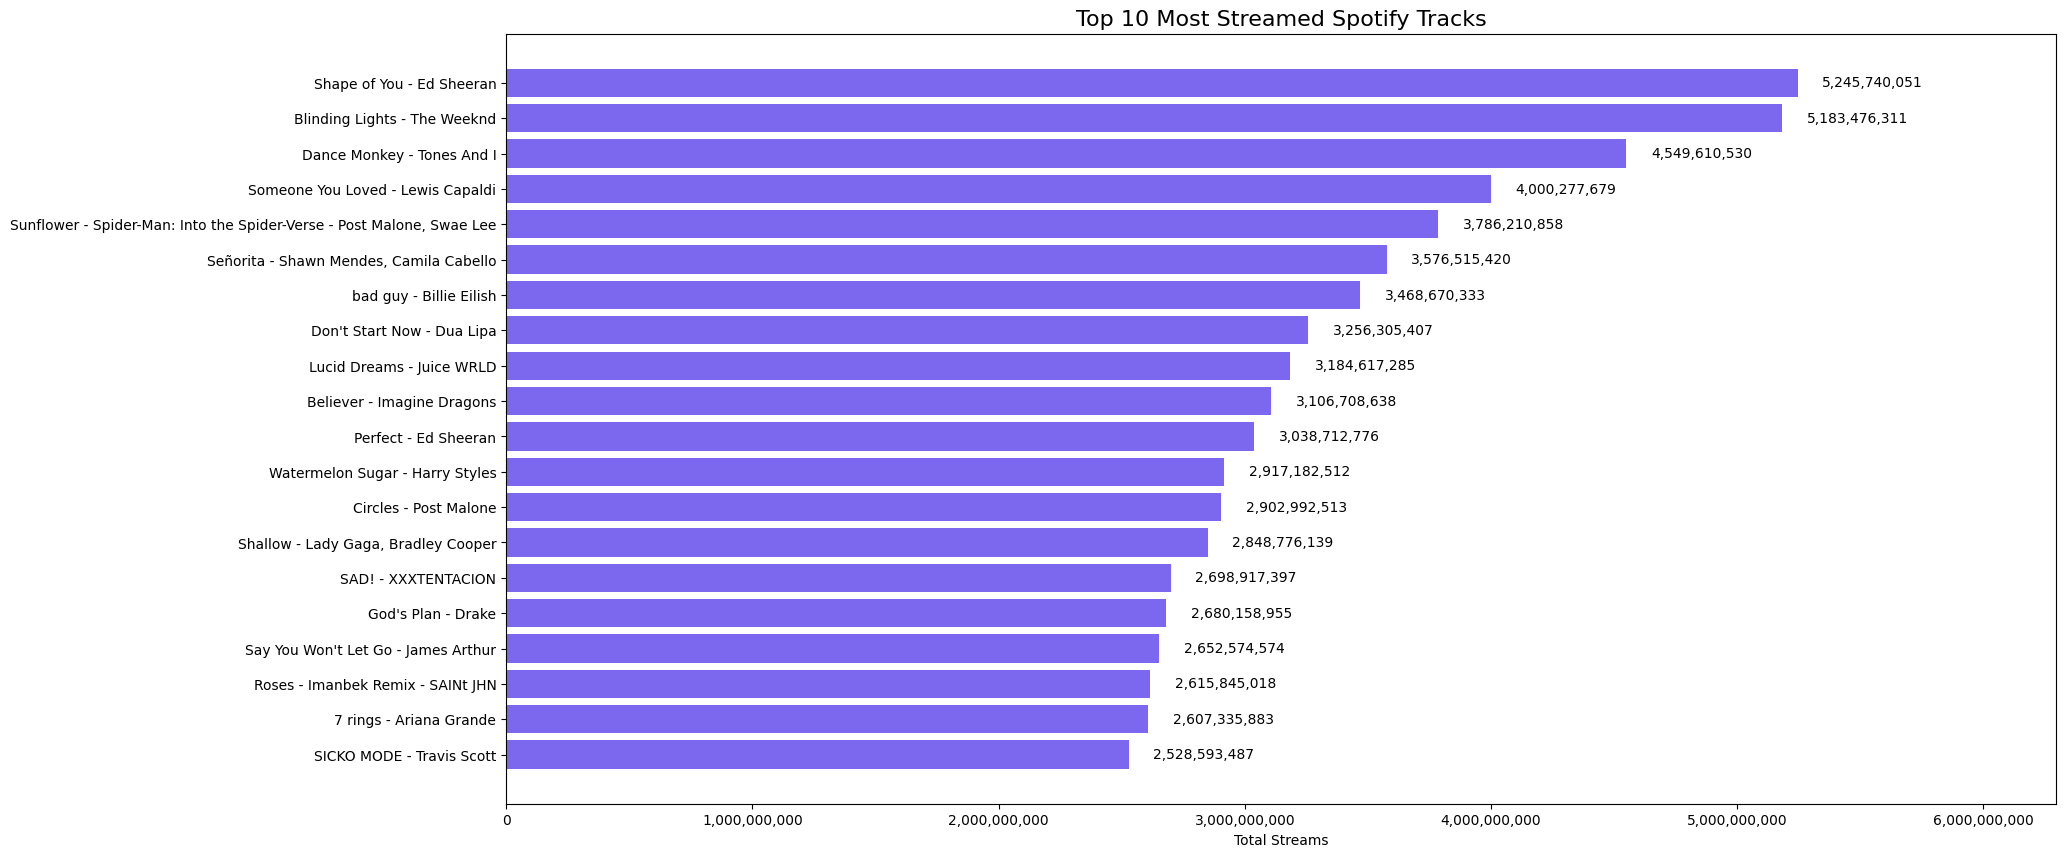 Top 10 Most Streamed Spotify Tracks
Shape of You - Ed Sheeran 5,245,740,051
Blinding Lights - The Weeknd 5,183,476,311
Dance Monkey - Tones And I 4,549,610,530
Someone You Loved - Lewis Capaldi 4,000,277,679
Sunflower - Spider-Man: Into the Spider-Verse - Post Malone, Swae Lee 3,786,210,858
Señorita - Shawn Mendes, Camila Cabello 3,576,515,420
bad guy - Billie Eilish 3,468,670,333
Don't Start Now - Dua Lipa 3,256,305,407
Lucid Dreams - Juice WRLD 3,184,617,285
Believer - Imagine Dragons 3,106,708,638
Perfect - Ed Sheeran 3,038,712,776
Watermelon Sugar - Harry Styles 2,917,182,512
Circles - Post Malone 2,902,992,513
Shallow - Lady Gaga, Bradley Cooper 2,848,776,139
SAD! - XXXTENTACION 2,698,917,397
God's Plan - Drake 2,680,158,955
Say You Won't Let Go - James Arthur 2,652,574,574
Roses - Imanbek Remix - SAINt JHN 2,615,845,018
7 rings - Ariana Grande 2,607,335,883
SICKO MODE - Travis Scott 2,528,593,487
0 1,000,000,000 2,000,000,000 3,000,000,000 4,000,000,000 5,000,000,000 6,000,000,000
Total Streams